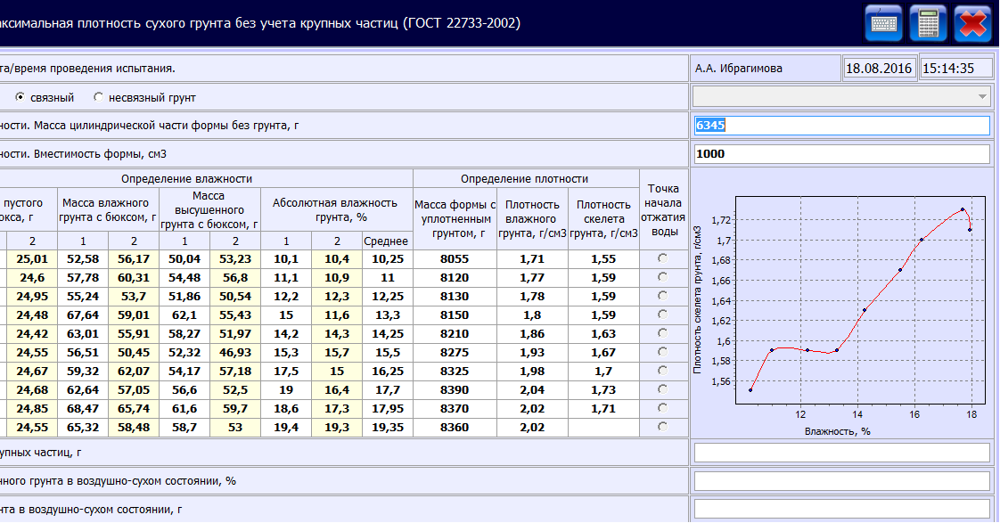 ксимальная плотность сухого грунта без учета крупных частиц (ГОСТ 22733-2002)
та/время проведения испытания. А.А. Ибрагимова 18.08.2016 15:14:35
связный несвязный грунт
ности. Масса цилиндрической части формы без грунта, г 6345
ности. Вместимость формы, см3 1000
Определение влажности Определение плотности Точка начала отжатия воды
пустого
окса, г
Масса влажного
грунта с бюксом, г
Масса
высушенного
грунта с бюксом, г
Абсолютная влажность
грунта, %
Масса формы с
уплотненным
грунтом, г
Плотность
влажного
грунта, г/см3
Плотность
скелета
грунта, г/см3
2 1 2 1 2 1 2 Среднее
25,01 52,58 56,17 50,04 53,23 10,1 10,4 10,25 8055 1,71 1,55
24,6 57,78 60,31 54,48 56,8 11,1 10,9 11 8120 1,77 1,59
24,95 55,24 53,7 51,86 50,54 12,2 12,3 12,25 8130 1,78 1,59
24,48 67,64 59,01 62,1 55,43 15 11,6 13,3 8150 1,8 1,59
24,42 63,01 55,91 58,27 51,97 14,2 14,3 14,25 8210 1,86 1,63
24,55 56,51 50,45 52,32 46,93 15,3 15,7 15,5 8275 1,93 1,67
24,67 59,32 62,07 54,17 57,18 17,5 15 16,25 8325 1,98 1,7
24,68 62,64 57,05 56,6 52,5 19 16,4 17,7 8390 2,04 1,73
24,85 68,47 65,74 61,6 59,7 18,6 17,3 17,95 8370 2,02 1,71
24,55 65,32 58,48 58,7 53 19,4 19,3 19,35 8360 2,02
Плотность скелета грунта, г/см3
1,72
1,7
1,68
1,66
1,64
1,62
1,6
1,58
1,56
12 14 16 18
Влажность, %
упных частиц, г
нного грунта в воздушно-сухом состоянии, %
нта в воздушно-сухом состоянии, г